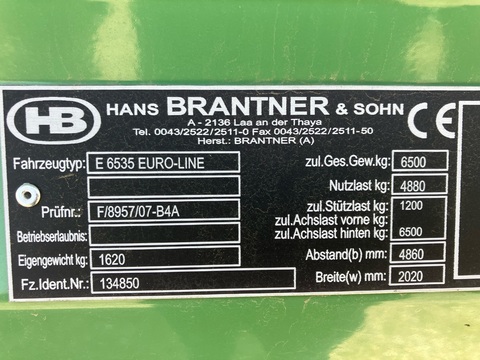 HB HANS BRANTNER & SOHN CE
A - 2136 Laa an der Thaya
Tel. 0043/2522/2511-0 Fax 0043/2522/2511-50
Herst.: BRANTNER (A)
Fahrzeugtyp: E 6535 EURO-LINE
Prüfnr.: F/8957/07-B4A
Betriebserlaubnis:
Eigengewicht kg: 1620
Fz.Ident.Nr.: 134850
zul.Ges.Gew.kg: 6500
Nutzlast kg: 4880
zul.Stützlast kg: 1200
zul.Achslast vorne kg:
zul.Achslast hinten kg: 6500
Abstand(b) mm: 4860
Breite(w) mm: 2020